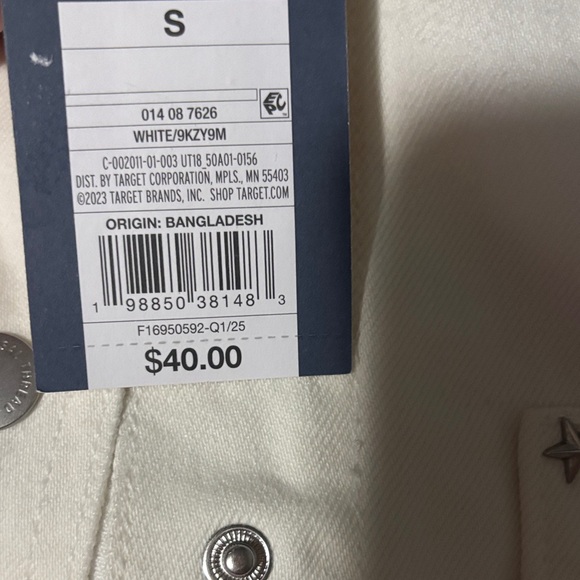 S
EPC
014 08 7626
WHITE/9KZY9M
C-002011-01-003 UT18_50A01-0156
DIST. BY TARGET CORPORATION, MPLS., MN 55403
©2023 TARGET BRANDS, INC. SHOP TARGET.COM
ORIGIN: BANGLADESH
1 98850 38148 3
F16950592-Q1/25
$40.00